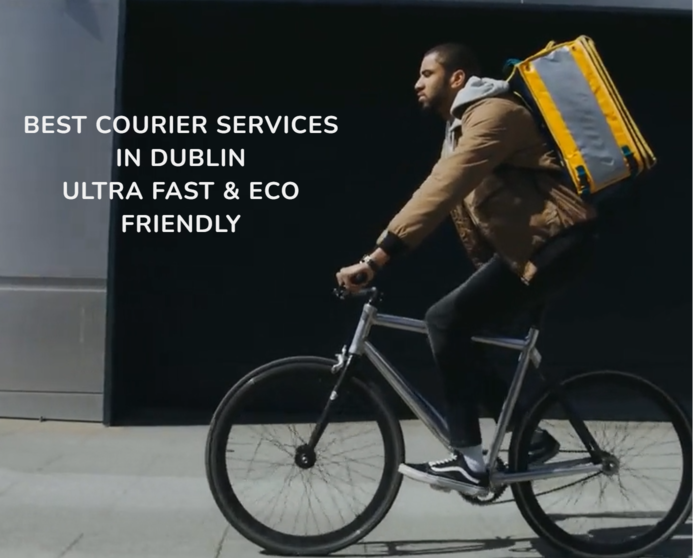 BEST COURIER SERVICES
IN DUBLIN
ULTRA FAST & ECO
FRIENDLY